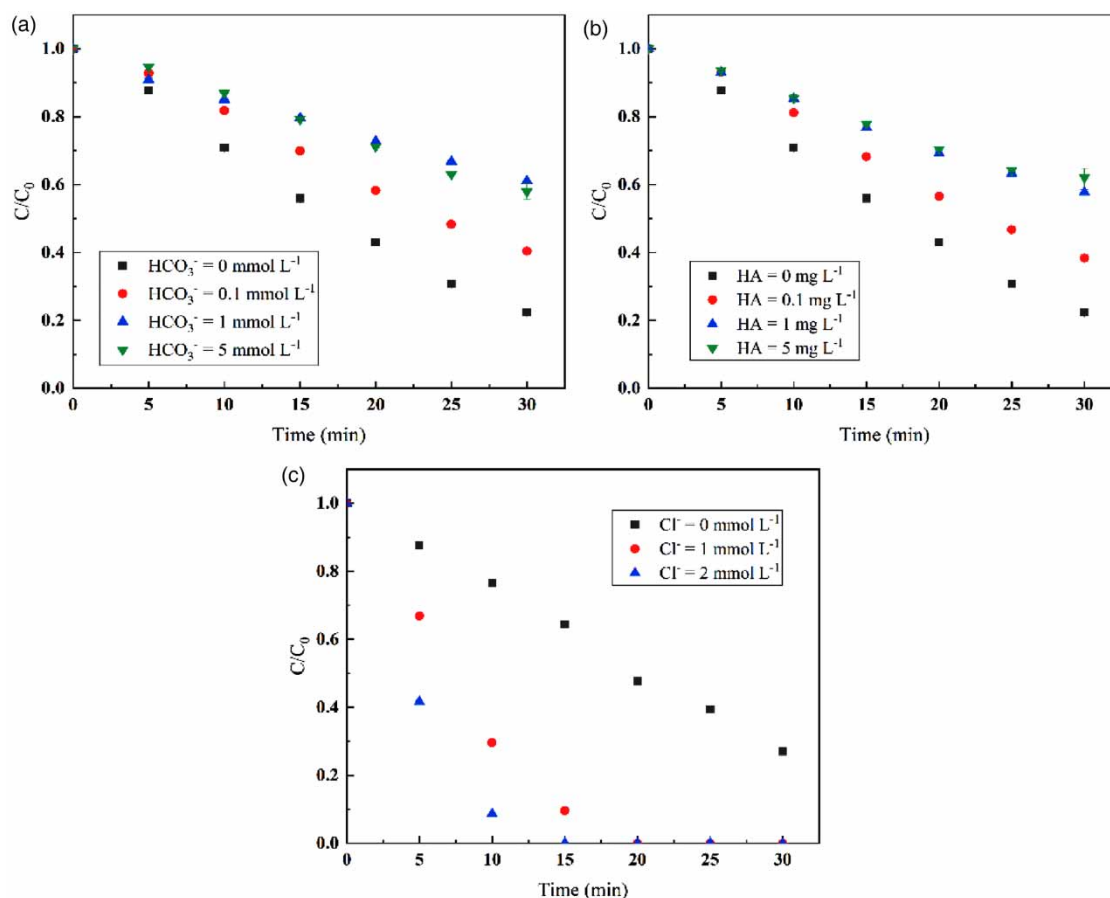 (a)
1.0
0.8
0.6
0.4
0.2
0.0
C/C₀
HCO₃⁻ = 0 mmol L⁻¹
HCO₃⁻ = 0.1 mmol L⁻¹
HCO₃⁻ = 1 mmol L⁻¹
HCO₃⁻ = 5 mmol L⁻¹
0 5 10 15 20 25 30
Time (min)
(b)
1.0
0.8
0.6
0.4
0.2
0.0
C/C₀
HA = 0 mg L⁻¹
HA = 0.1 mg L⁻¹
HA = 1 mg L⁻¹
HA = 5 mg L⁻¹
0 5 10 15 20 25 30
Time (min)
(c)
1.0
0.8
0.6
0.4
0.2
0.0
C/C₀
Cl⁻ = 0 mmol L⁻¹
Cl⁻ = 1 mmol L⁻¹
Cl⁻ = 2 mmol L⁻¹
0 5 10 15 20 25 30
Time (min)